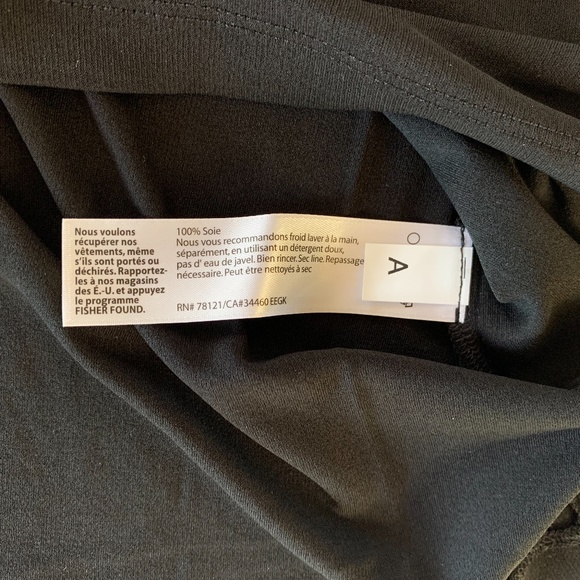 Nous voulons
récupérer nos
vêtements, même
s'ils sont portés ou
déchirés. Rapportez-
les à nos magasins
des É.-U. et appuyez
le programme
FISHER FOUND.
100% Soie
Nous vous recommandons froid laver à la main,
séparément, en utilisant un détergent doux,
pas d' eau de javel. Bien rincer. Sec line. Repassage
nécessaire. Peut être nettoyés à sec
RN# 78121/CA#34460 EEGK
A